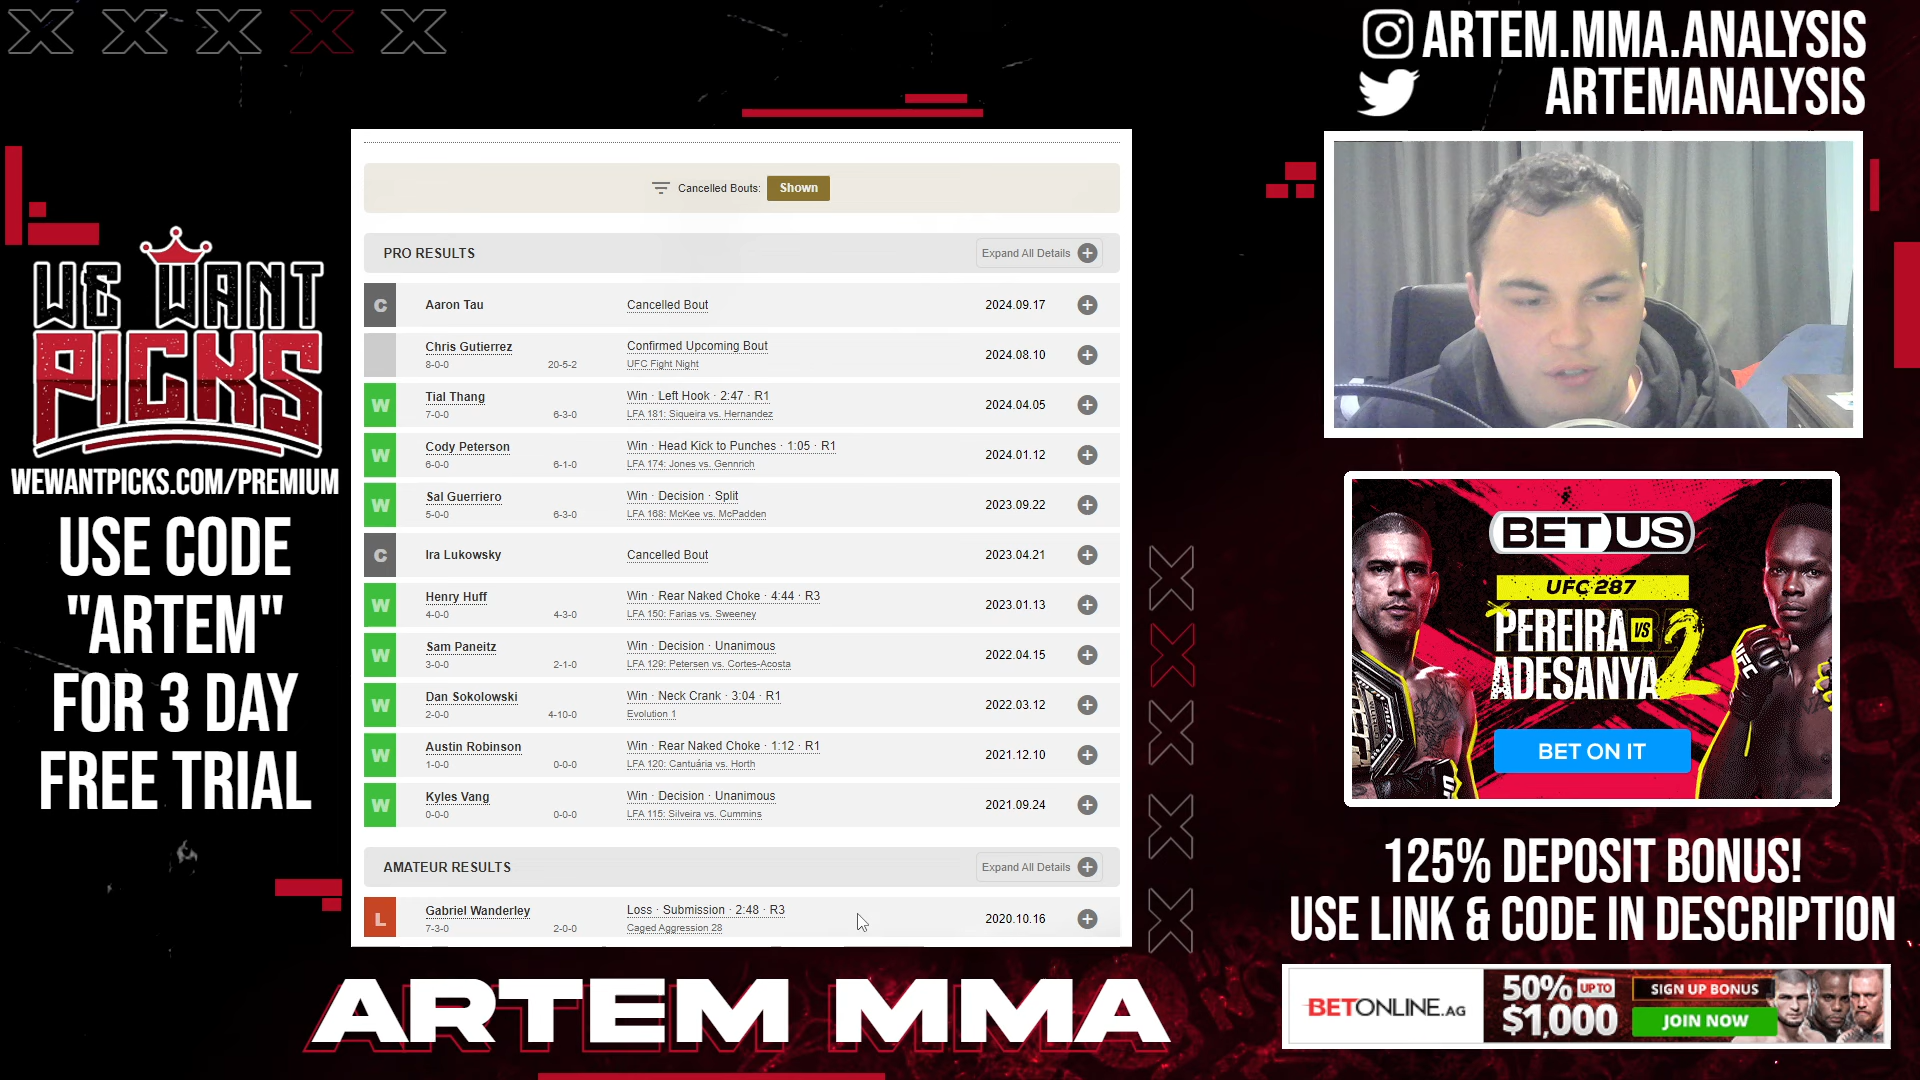 ARTEM.MMA.ANALYSIS
ARTEMANALYSIS
WE WANT
PICKS
WEWANTPICKS.COM/PREMIUM
USE CODE
"ARTEM"
FOR 3 DAY
FREE TRIAL
Cancelled Bouts: Shown
PRO RESULTS Expand All Details
C Aaron Tau Cancelled Bout 2024.09.17
Chris Gutierrez Confirmed Upcoming Bout 2024.08.10
8-0-0 20-5-2 UFC Fight Night
W Tial Thang Win · Left Hook · 2:47 · R1 2024.04.05
7-0-0 6-3-0 LFA 181: Siqueira vs. Hernandez
W Cody Peterson Win · Head Kick to Punches · 1:05 · R1 2024.01.12
6-0-0 6-1-0 LFA 174: Jones vs. Gennrich
W Sal Guerriero Win · Decision · Split 2023.09.22
5-0-0 6-3-0 LFA 168: McKee vs. McPadden
C Ira Lukowsky Cancelled Bout 2023.04.21
W Henry Huff Win · Rear Naked Choke · 4:44 · R3 2023.01.13
4-0-0 4-3-0 LFA 150: Farias vs. Sweeney
W Sam Paneitz Win · Decision · Unanimous 2022.04.15
3-0-0 2-1-0 LFA 129: Petersen vs. Cortes-Acosta
W Dan Sokolowski Win · Neck Crank · 3:04 · R1 2022.03.12
2-0-0 4-10-0 Evolution 1
W Austin Robinson Win · Rear Naked Choke · 1:12 · R1 2021.12.10
1-0-0 0-0-0 LFA 120: Cantuária vs. Horth
W Kyles Vang Win · Decision · Unanimous 2021.09.24
0-0-0 0-0-0 LFA 115: Silveira vs. Cummins
AMATEUR RESULTS Expand All Details
L Gabriel Wanderley Loss · Submission · 2:48 · R3 2020.10.16
7-3-0 2-0-0 Caged Aggression 28
BETUS
UFC 287
PEREIRA VS
ADESANYA 2
BET ON IT
125% DEPOSIT BONUS!
USE LINK & CODE IN DESCRIPTION
BETONLINE.AG
50% UP TO
$1,000
SIGN UP BONUS
JOIN NOW
ARTEM MMA